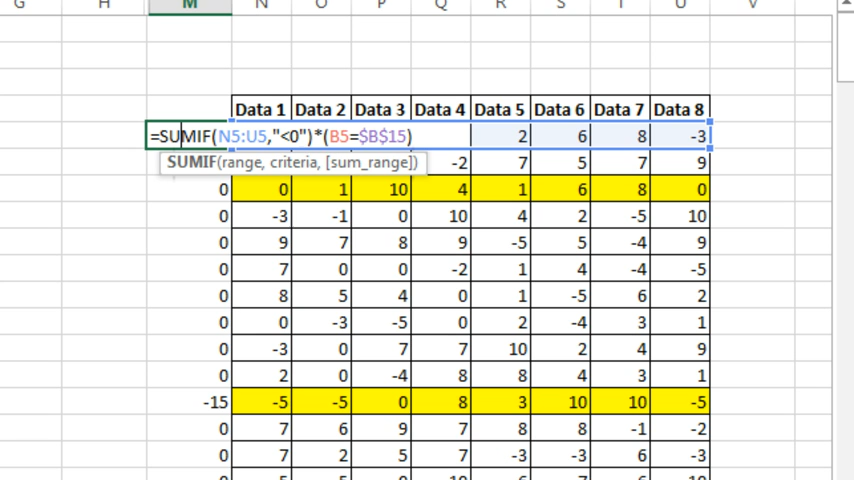 G H M N O P Q R S T U V
Data 1 Data 2 Data 3 Data 4 Data 5 Data 6 Data 7 Data 8
=SUMIF(N5:U5,"<0")*(B5=$B$15) 2 6 8 -3
SUMIF(range, criteria, [sum_range]) -2 7 5 7 9
0 0 1 10 4 1 6 8 0
0 -3 -1 0 10 4 2 -5 10
0 9 7 8 9 -5 5 -4 9
0 7 0 0 -2 1 4 -4 -5
0 8 5 4 0 1 -5 6 2
0 0 -3 -5 0 2 -4 3 1
0 -3 0 7 7 10 2 4 9
0 2 0 -4 8 8 4 3 1
-15 -5 -5 0 8 3 10 10 -5
0 7 6 9 7 8 8 -1 -2
0 7 2 5 7 -3 -3 6 -3